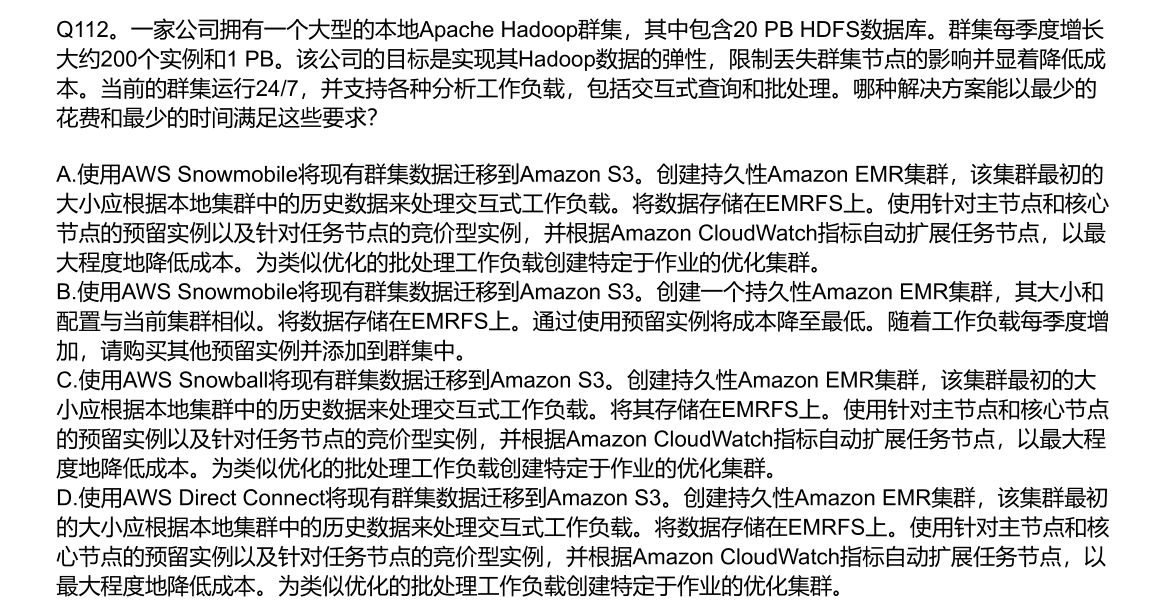 Q112。一家公司拥有一个大型的本地Apache Hadoop群集，其中包含20 PB HDFS数据库。群集每季度增长
大约200个实例和1 PB。该公司的目标是实现其Hadoop数据的弹性，限制丢失群集节点的影响并显着降低成
本。当前的群集运行24/7，并支持各种分析工作负载，包括交互式查询和批处理。哪种解决方案能以最少的
花费和最少的时间满足这些要求？
A.使用AWS Snowmobile将现有群集数据迁移到Amazon S3。创建持久性Amazon EMR集群，该集群最初的
大小应根据本地集群中的历史数据来处理交互式工作负载。将数据存储在EMRFS上。使用针对主节点和核心
节点的预留实例以及针对任务节点的竞价型实例，并根据Amazon CloudWatch指标自动扩展任务节点，以最
大程度地降低成本。为类似优化的批处理工作负载创建特定于作业的优化集群。
B.使用AWS Snowmobile将现有群集数据迁移到Amazon S3。创建一个持久性Amazon EMR集群，其大小和
配置与当前集群相似。将数据存储在EMRFS上。通过使用预留实例将成本降至最低。随着工作负载每季度增
加，请购买其他预留实例并添加到群集中。
C.使用AWS Snowball将现有群集数据迁移到Amazon S3。创建持久性Amazon EMR集群，该集群最初的大
小应根据本地集群中的历史数据来处理交互式工作负载。将其存储在EMRFS上。使用针对主节点和核心节点
的预留实例以及针对任务节点的竞价型实例，并根据Amazon CloudWatch指标自动扩展任务节点，以最大程
度地降低成本。为类似优化的批处理工作负载创建特定于作业的优化集群。
D.使用AWS Direct Connect将现有群集数据迁移到Amazon S3。创建持久性Amazon EMR集群，该集群最初
的大小应根据本地集群中的历史数据来处理交互式工作负载。将数据存储在EMRFS上。使用针对主节点和核
心节点的预留实例以及针对任务节点的竞价型实例，并根据Amazon CloudWatch指标自动扩展任务节点，以
最大程度地降低成本。为类似优化的批处理工作负载创建特定于作业的优化集群。